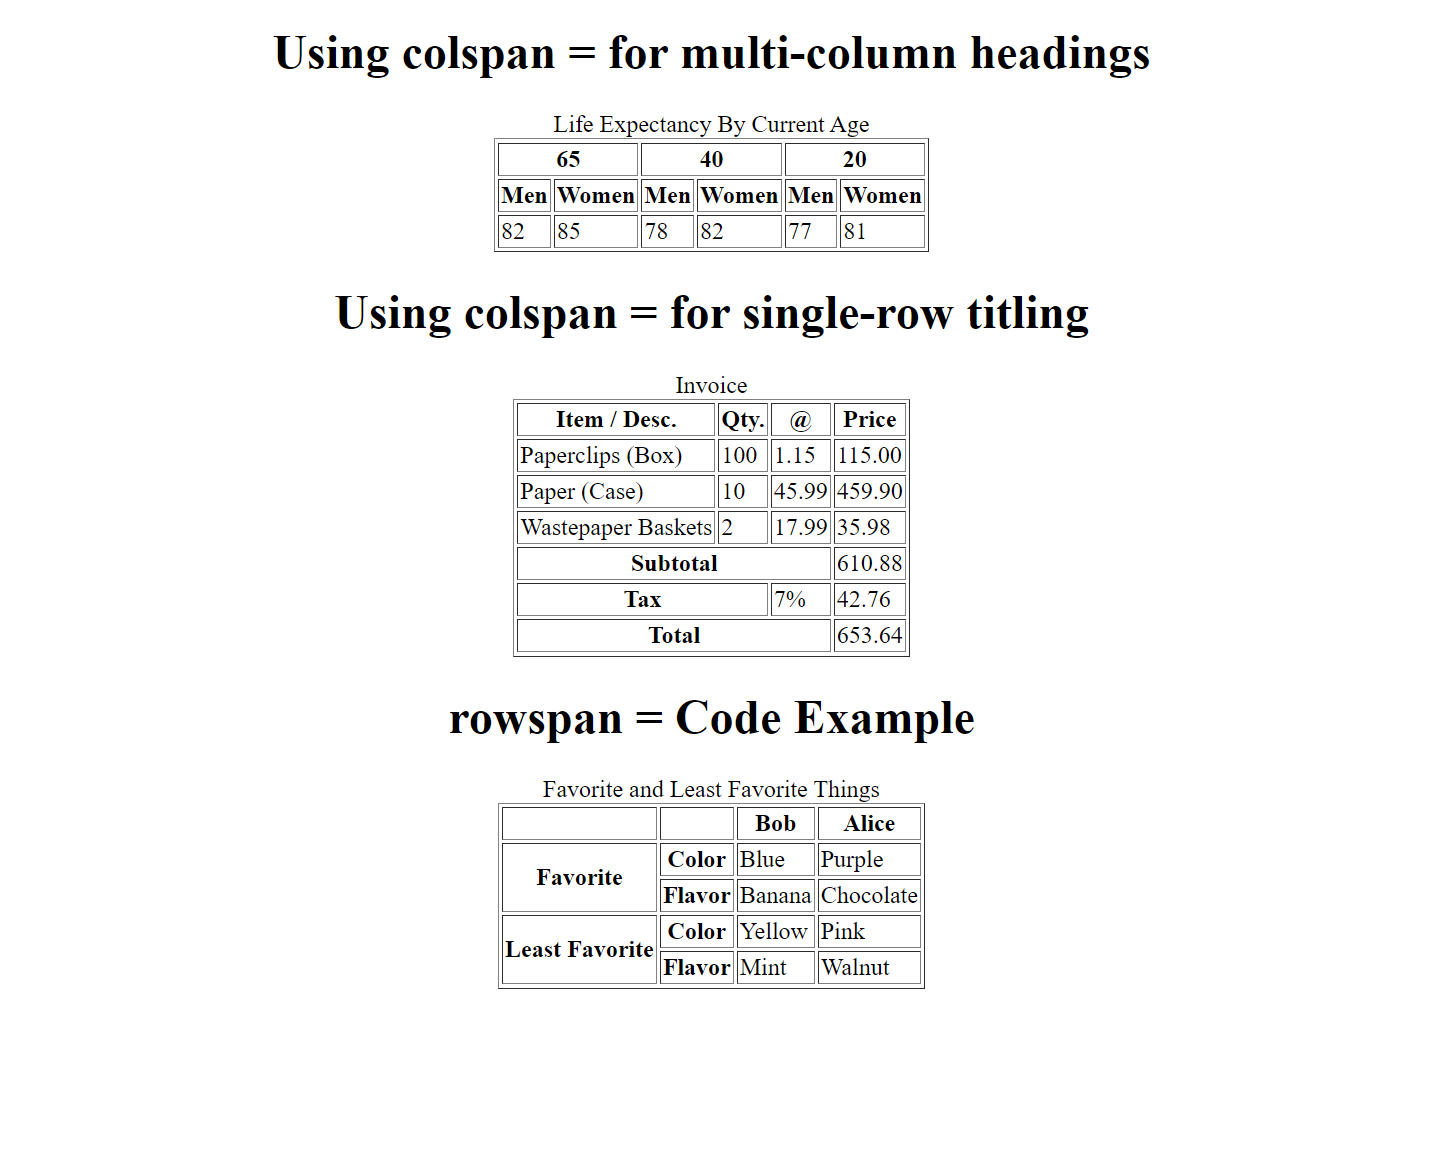 Using colspan = for multi-column headings
Life Expectancy By Current Age
65 40 20
Men Women Men Women Men Women
82 85 78 82 77 81
Using colspan = for single-row titling
Invoice
Item / Desc. Qty. @ Price
Paperclips (Box) 100 1.15 115.00
Paper (Case) 10 45.99 459.90
Wastepaper Baskets 2 17.99 35.98
Subtotal 610.88
Tax 7% 42.76
Total 653.64
rowspan = Code Example
Favorite and Least Favorite Things
Bob Alice
Favorite Color Blue Purple
Flavor Banana Chocolate
Least Favorite Color Yellow Pink
Flavor Mint Walnut